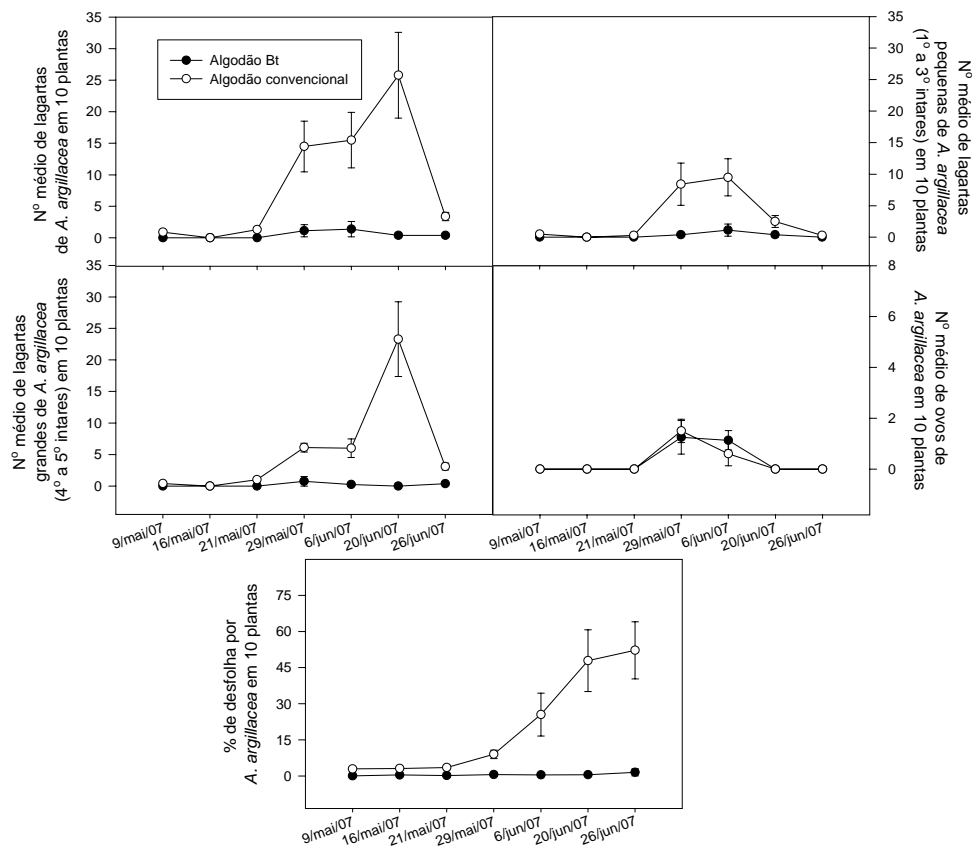 35
30
25
20
15
10
5
0
Nº médio de lagartas
de A. argillacea em 10 plantas
Algodão Bt
Algodão convencional
35
30
25
20
15
10
5
0
Nº médio de lagartas
pequenas de A. argillacea
(1º a 3º intares) em 10 plantas
35
30
25
20
15
10
5
0
Nº médio de lagartas
grandes de A. argillacea
(4º a 5º intares) em 10 plantas
9/mai/07
16/mai/07
21/mai/07
29/mai/07
6/jun/07
20/jun/07
26/jun/07
8
6
4
2
0
Nº médio de ovos de
A. argillacea em 10 plantas
9/mai/07
16/mai/07
21/mai/07
29/mai/07
6/jun/07
20/jun/07
26/jun/07
75
60
45
30
15
0
% de desfolha por
A. argillacea em 10 plantas
9/mai/07
16/mai/07
21/mai/07
29/mai/07
6/jun/07
20/jun/07
26/jun/07